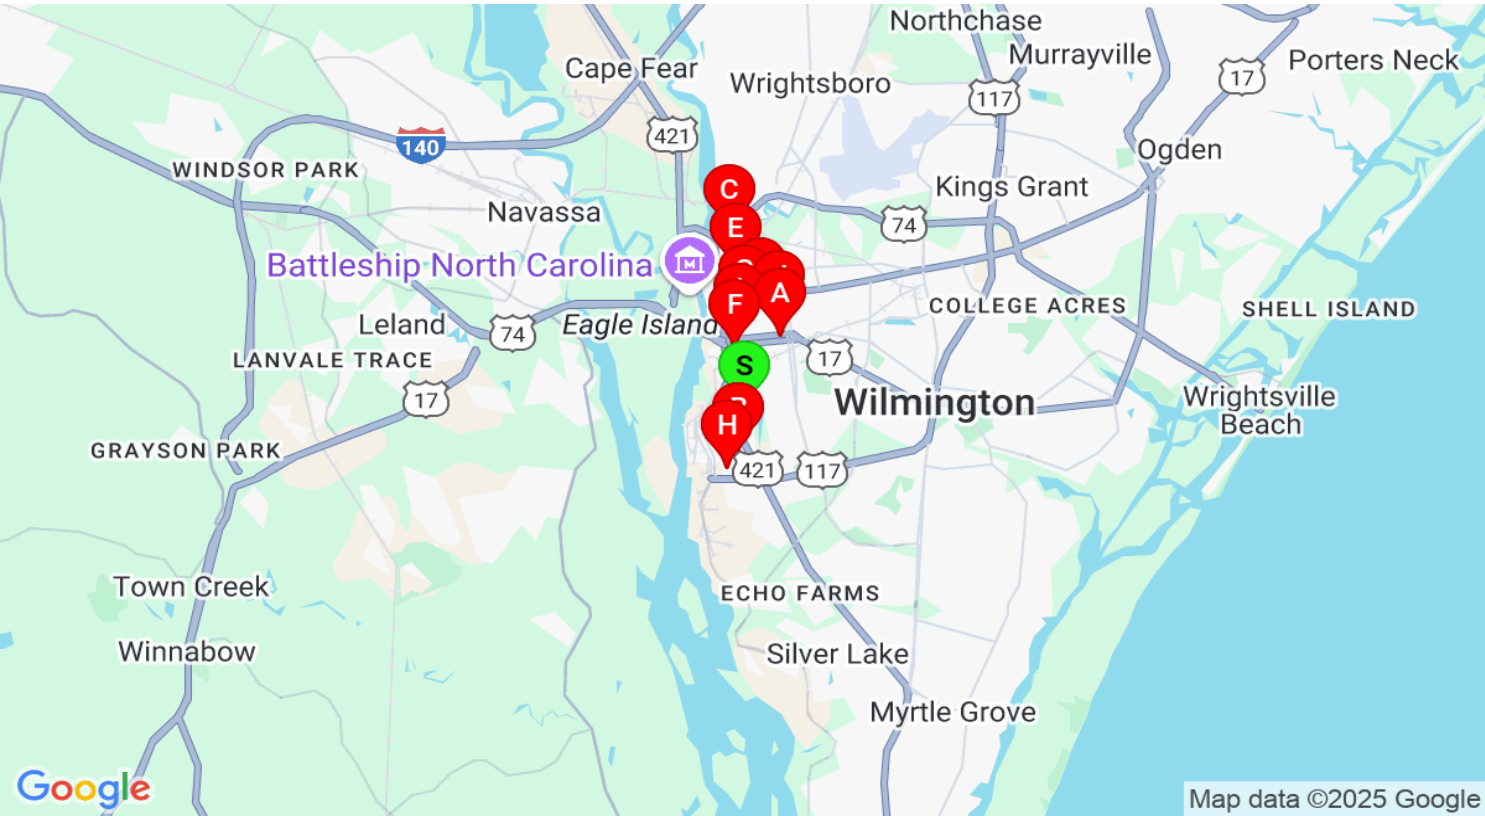 Northchase
Murrayville
Porters Neck
Cape Fear
Wrightsboro
17
117
421
140
Ogden
WINDSOR PARK
C
Kings Grant
Navassa
E
74
Battleship North Carolina
M
A
F
COLLEGE ACRES
SHELL ISLAND
Leland
Eagle Island
74
LANVALE TRACE
17
S
17
Wilmington
Wrightsville
Beach
H
GRAYSON PARK
421
117
Town Creek
ECHO FARMS
Winnabow
Silver Lake
Myrtle Grove
Google
Map data ©2025 Google